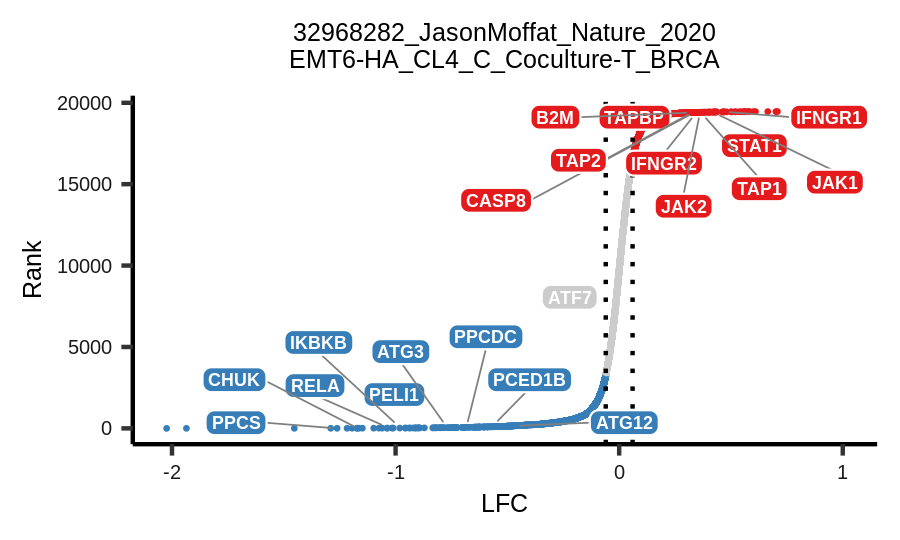 32968282_JasonMoffat_Nature_2020
EMT6-HA_CL4_C_Coculture-T_BRCA
20000
15000
10000
5000
0
Rank
B2M
TAPBP
IFNGR1
TAP2
IFNGR2
STAT1
CASP8
JAK2
TAP1
JAK1
ATF7
IKBKB
ATG3
PPCDC
CHUK
RELA
PELI1
PCED1B
PPCS
ATG12
-2
-1
0
1
LFC